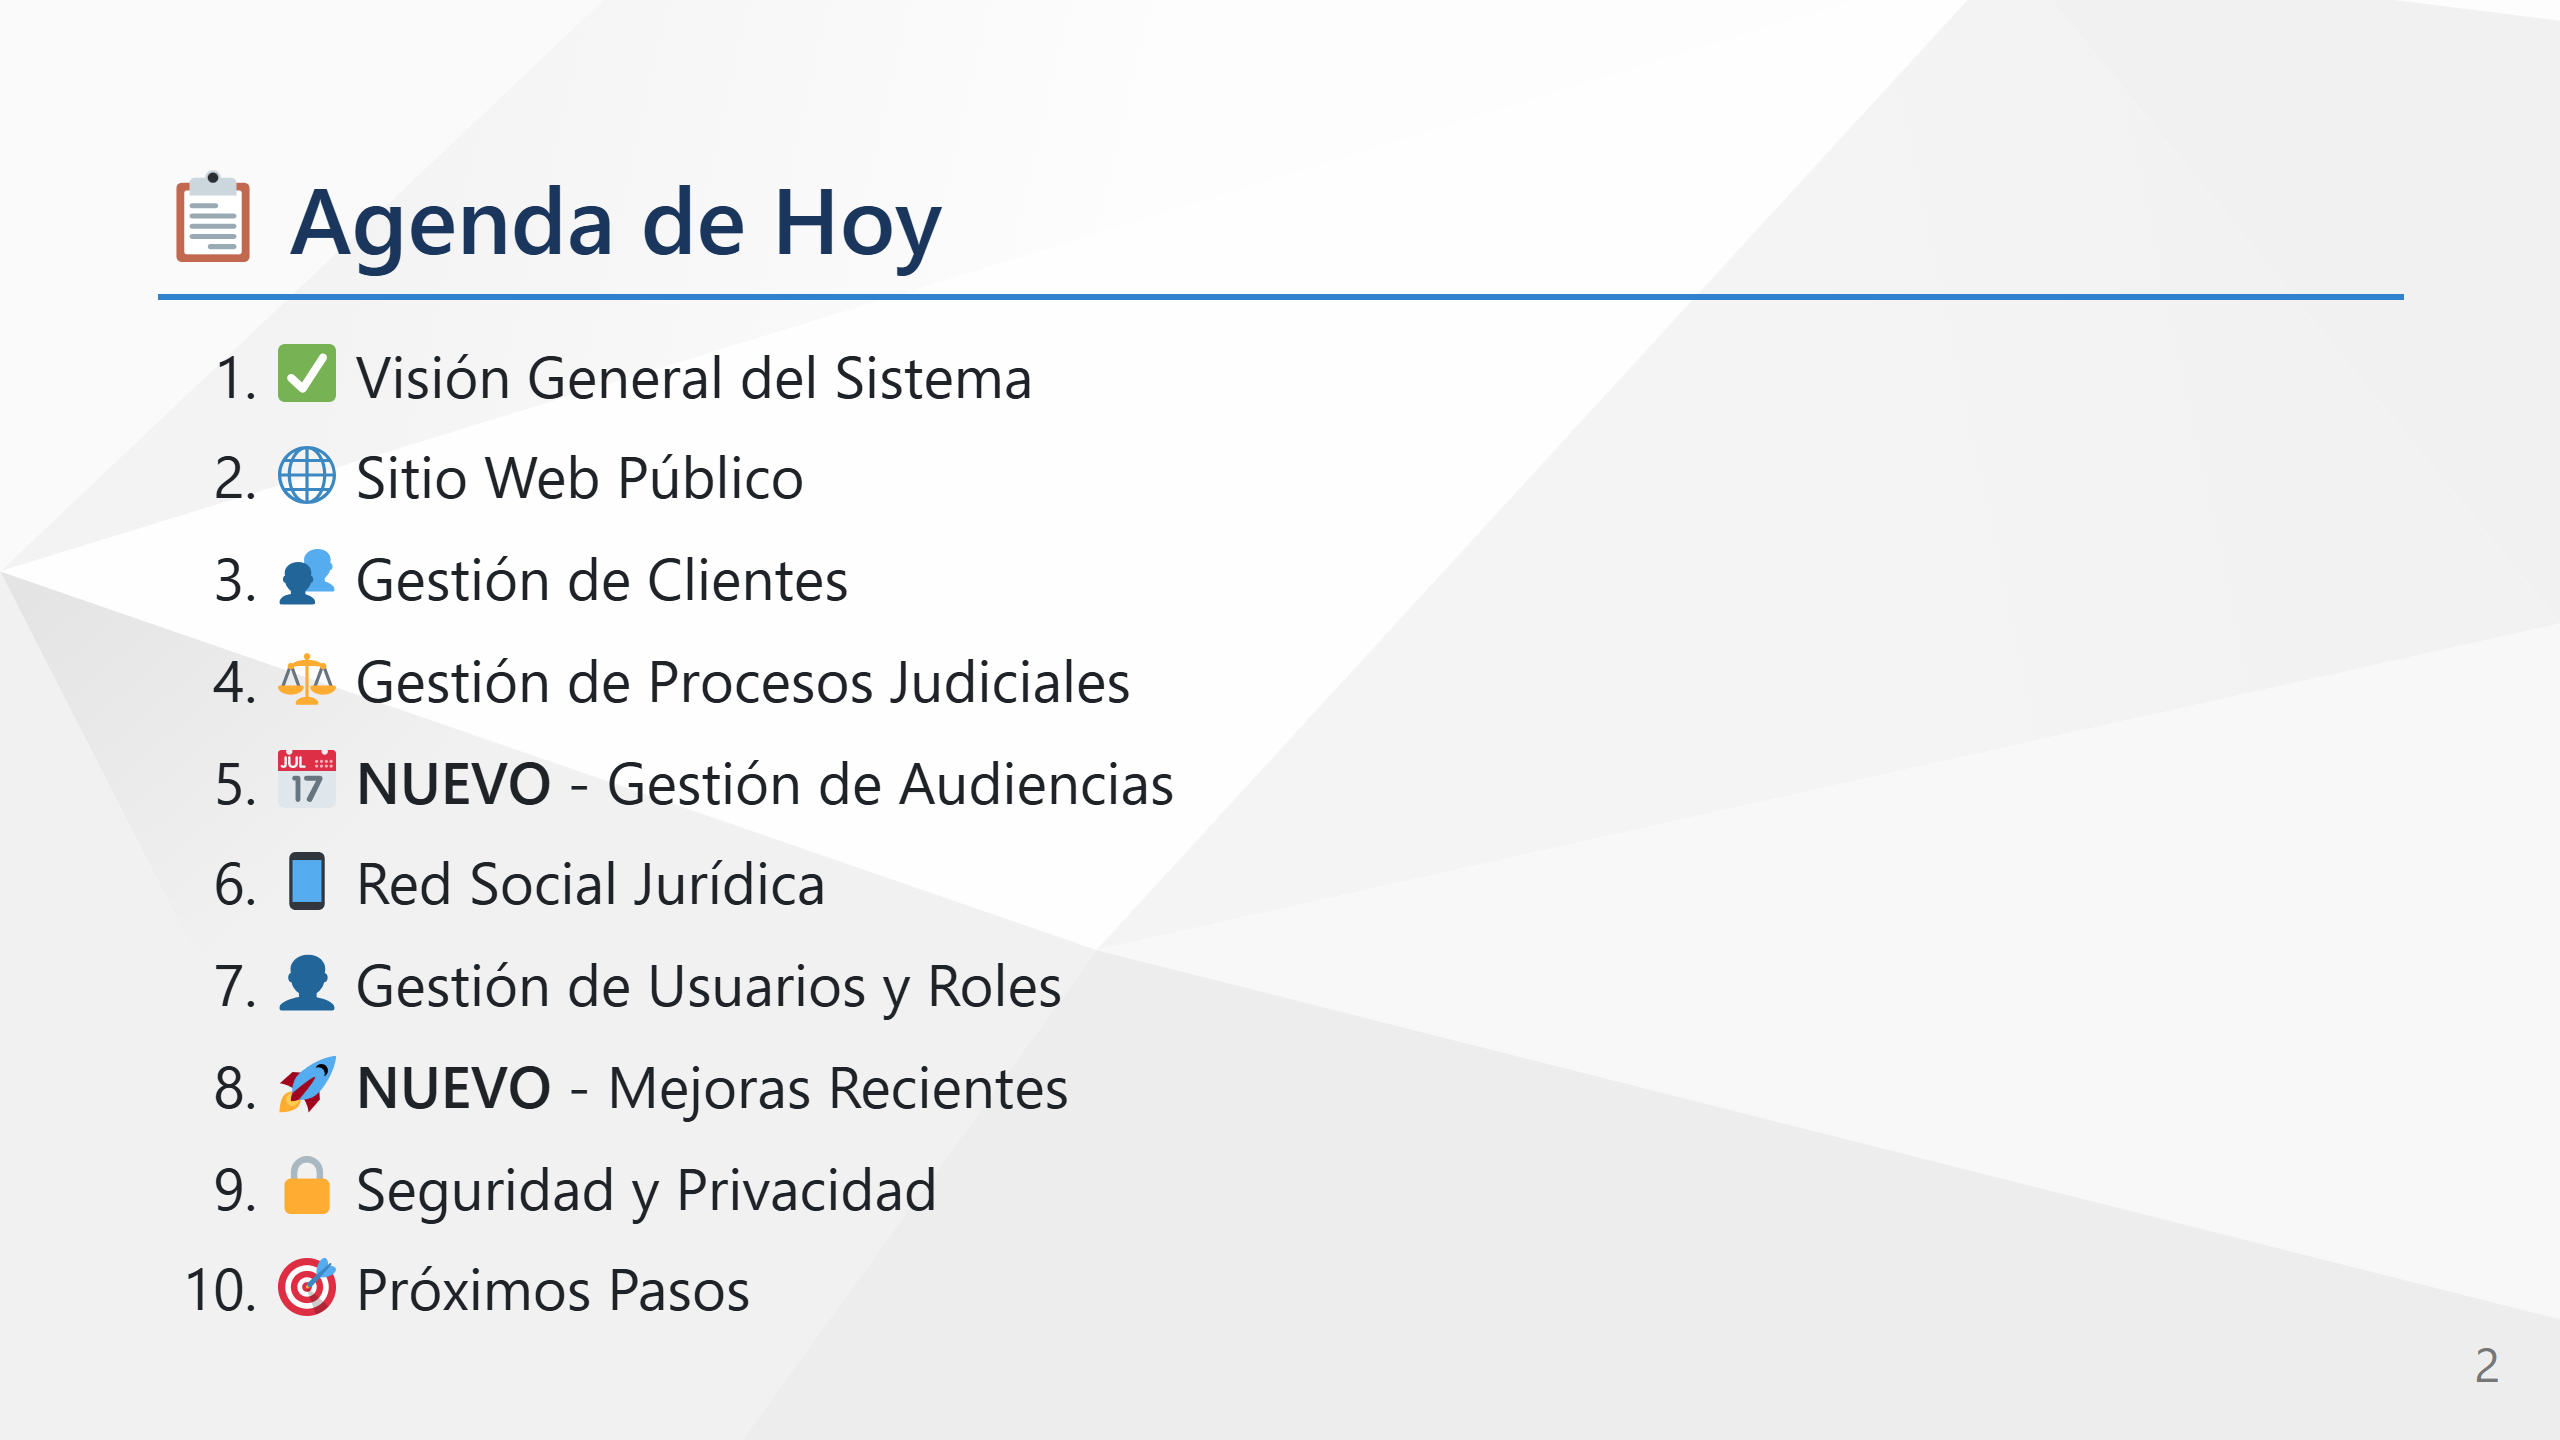 Agenda de Hoy
1. Visión General del Sistema
2. Sitio Web Público
3. Gestión de Clientes
4. Gestión de Procesos Judiciales
5. JUL 17 NUEVO - Gestión de Audiencias
6. Red Social Jurídica
7. Gestión de Usuarios y Roles
8. NUEVO - Mejoras Recientes
9. Seguridad y Privacidad
10. Próximos Pasos
2